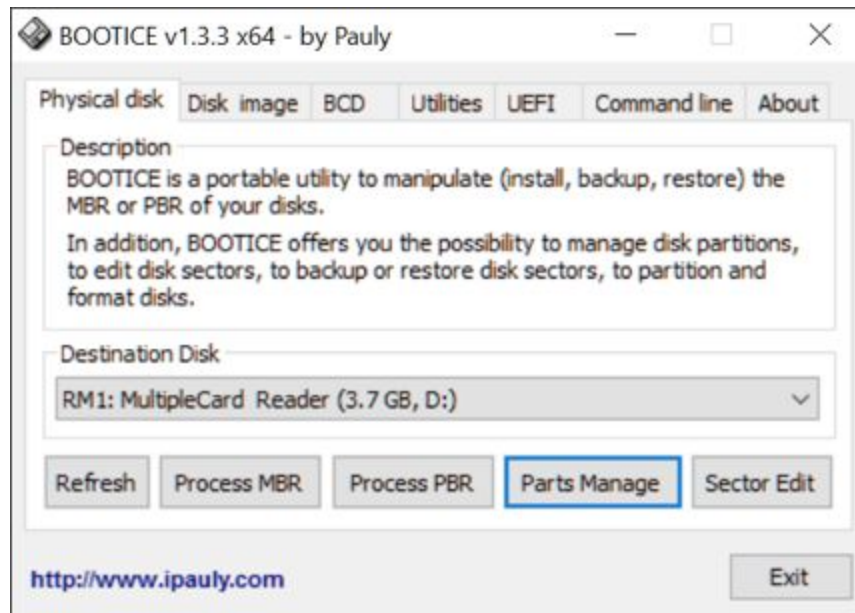 BOOTICE v1.3.3 x64 - by Pauly
Physical disk Disk image BCD Utilities UEFI Command line About
Description
BOOTICE is a portable utility to manipulate (install, backup, restore) the
MBR or PBR of your disks.
In addition, BOOTICE offers you the possibility to manage disk partitions,
to edit disk sectors, to backup or restore disk sectors, to partition and
format disks.
Destination Disk
RM1: MultipleCard Reader (3.7 GB, D:)
Refresh Process MBR Process PBR Parts Manage Sector Edit
http://www.ipauly.com Exit